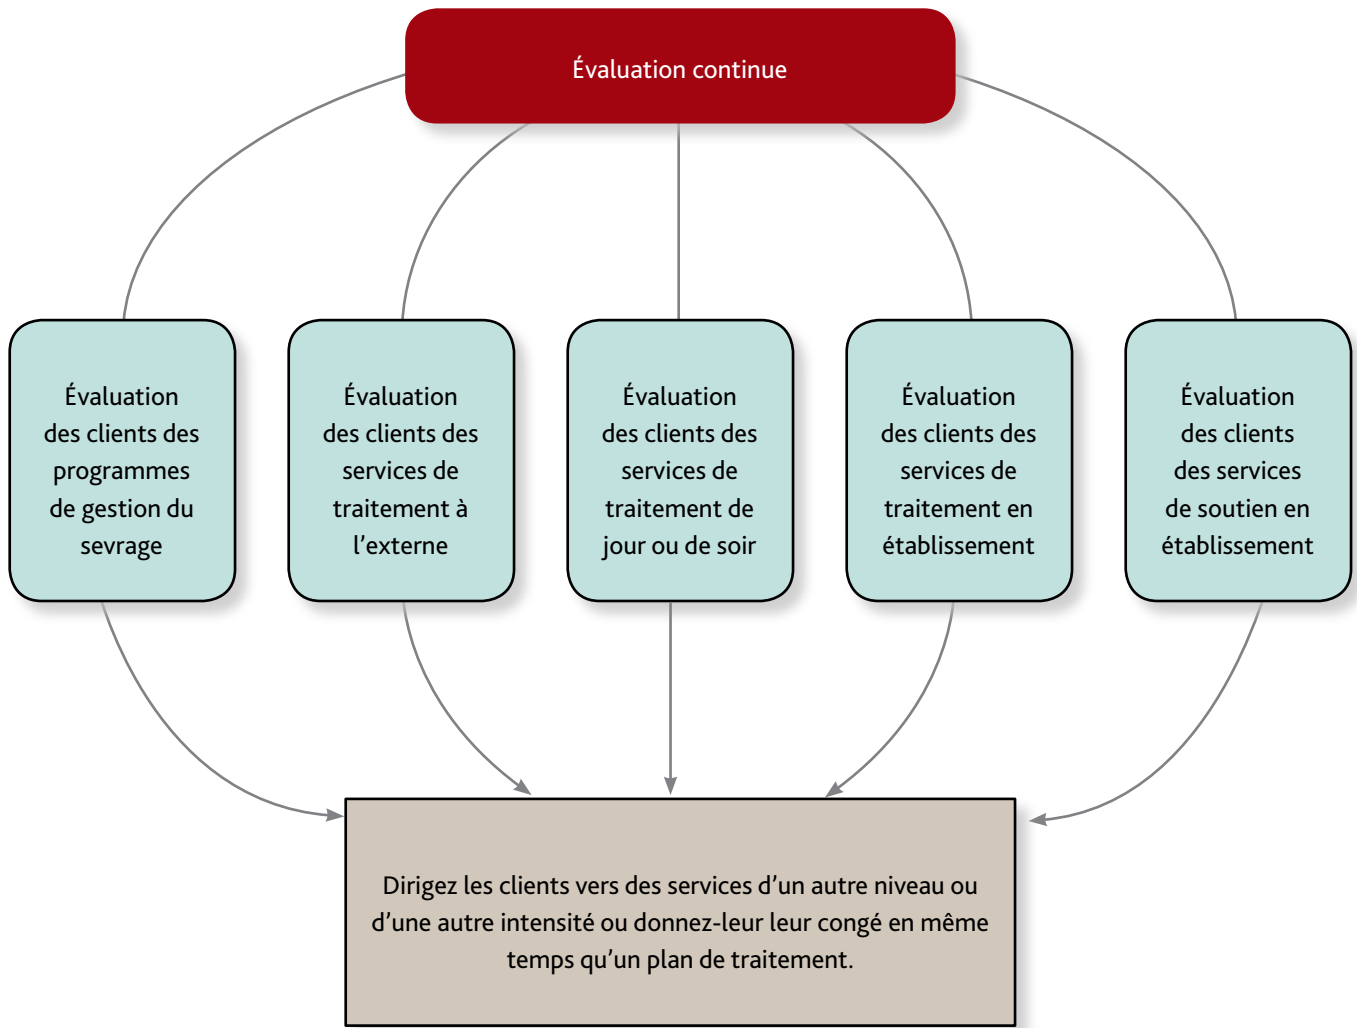 Évaluation continue
Évaluation
des clients des
programmes
de gestion du
sevrage
Évaluation
des clients des
services de
traitement à
l’externe
Évaluation
des clients des
services de
traitement de
jour ou de soir
Évaluation
des clients des
services de
traitement en
établissement
Évaluation
des clients
des services
de soutien en
établissement
Dirigez les clients vers des services d’un autre niveau ou
d’une autre intensité ou donnez-leur leur congé en même
temps qu’un plan de traitement.